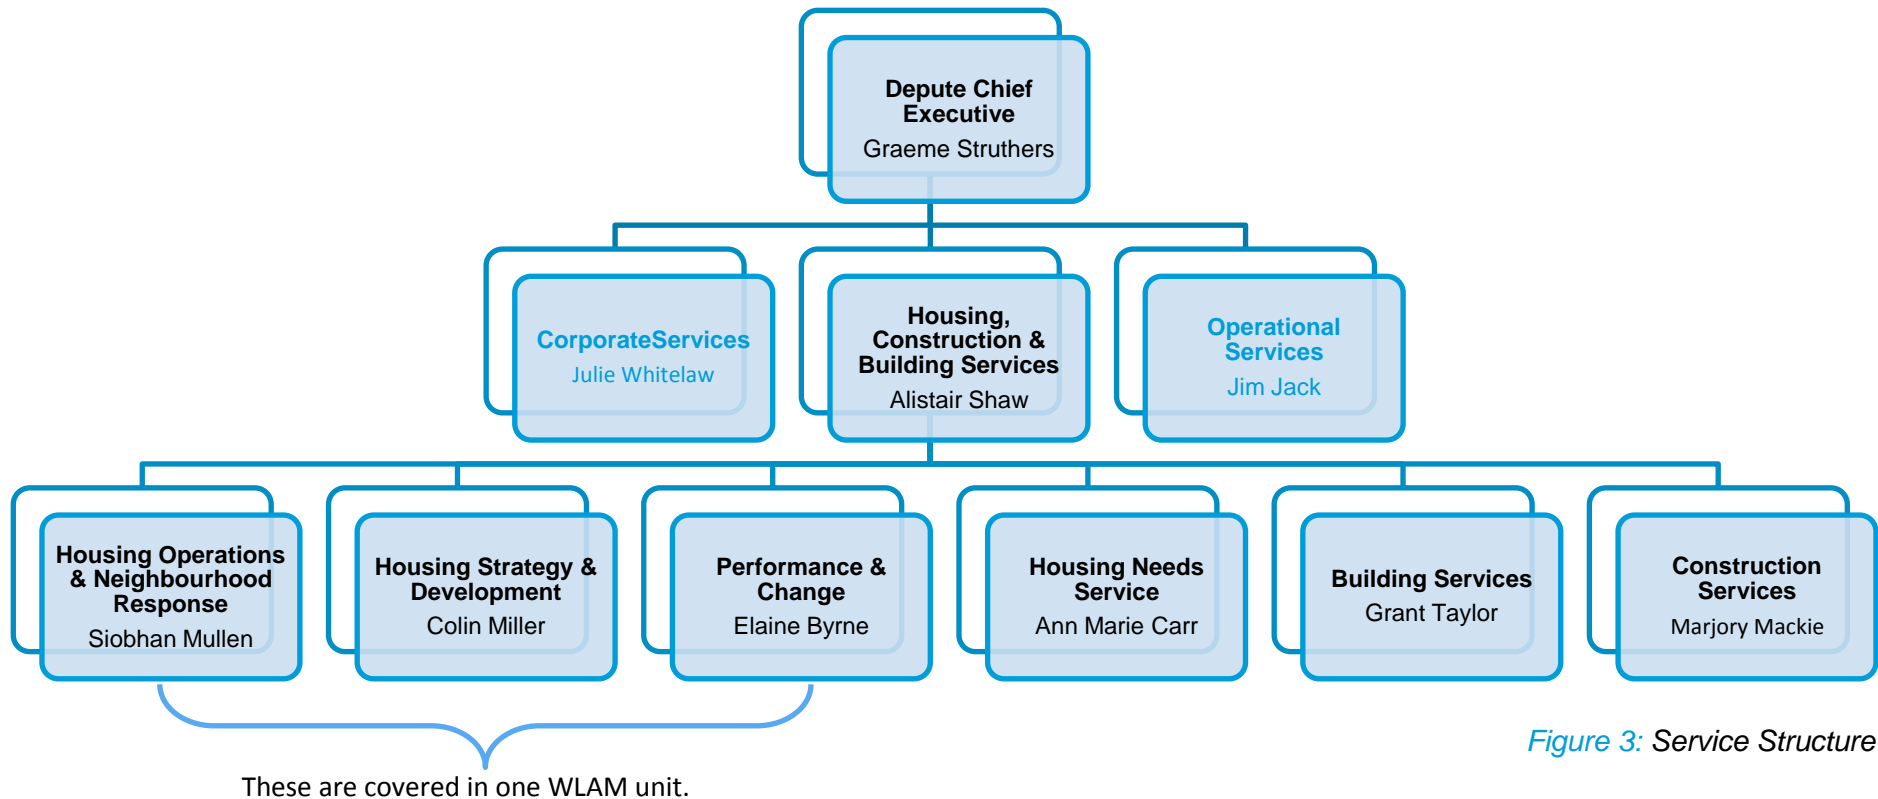 Depute Chief
Executive
Graeme Struthers
CorporateServices
Julie Whitelaw
Housing,
Construction &
Building Services
Alistair Shaw
Operational
Services
Jim Jack
Housing Operations
& Neighbourhood
Response
Siobhan Mullen
Housing Strategy &
Development
Colin Miller
Performance &
Change
Elaine Byrne
Housing Needs
Service
Ann Marie Carr
Building Services
Grant Taylor
Construction
Services
Marjory Mackie
These are covered in one WLAM unit.
Figure 3: Service Structure